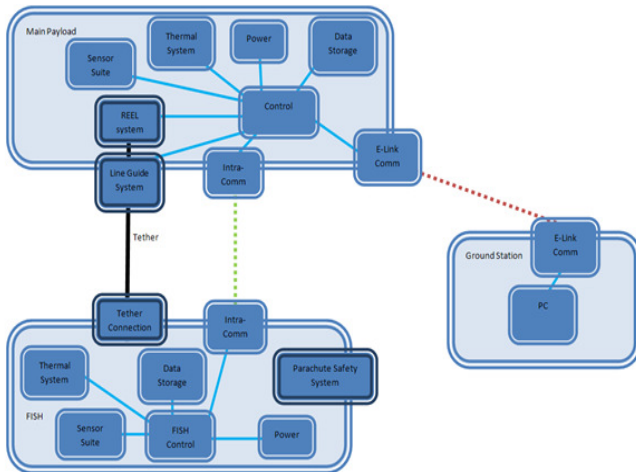 Main Payload
Thermal
System
Power
Data
Storage
Sensor
Suite
Control
REEL
system
Line Guide
System
Intra-
Comm
E-Link
Comm
Tether
E-Link
Comm
Ground Station
PC
Tether
Connection
Intra-
Comm
Thermal
System
Data
Storage
Parachute Safety
System
FISH
Sensor
Suite
FISH
Control
Power